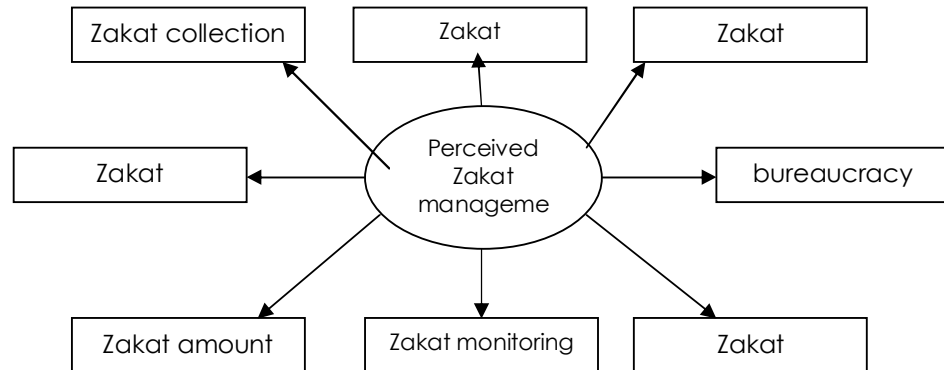 Zakat collection
Zakat
Zakat
Zakat
Perceived
Zakat
manageme
bureaucracy
Zakat amount
Zakat monitoring
Zakat